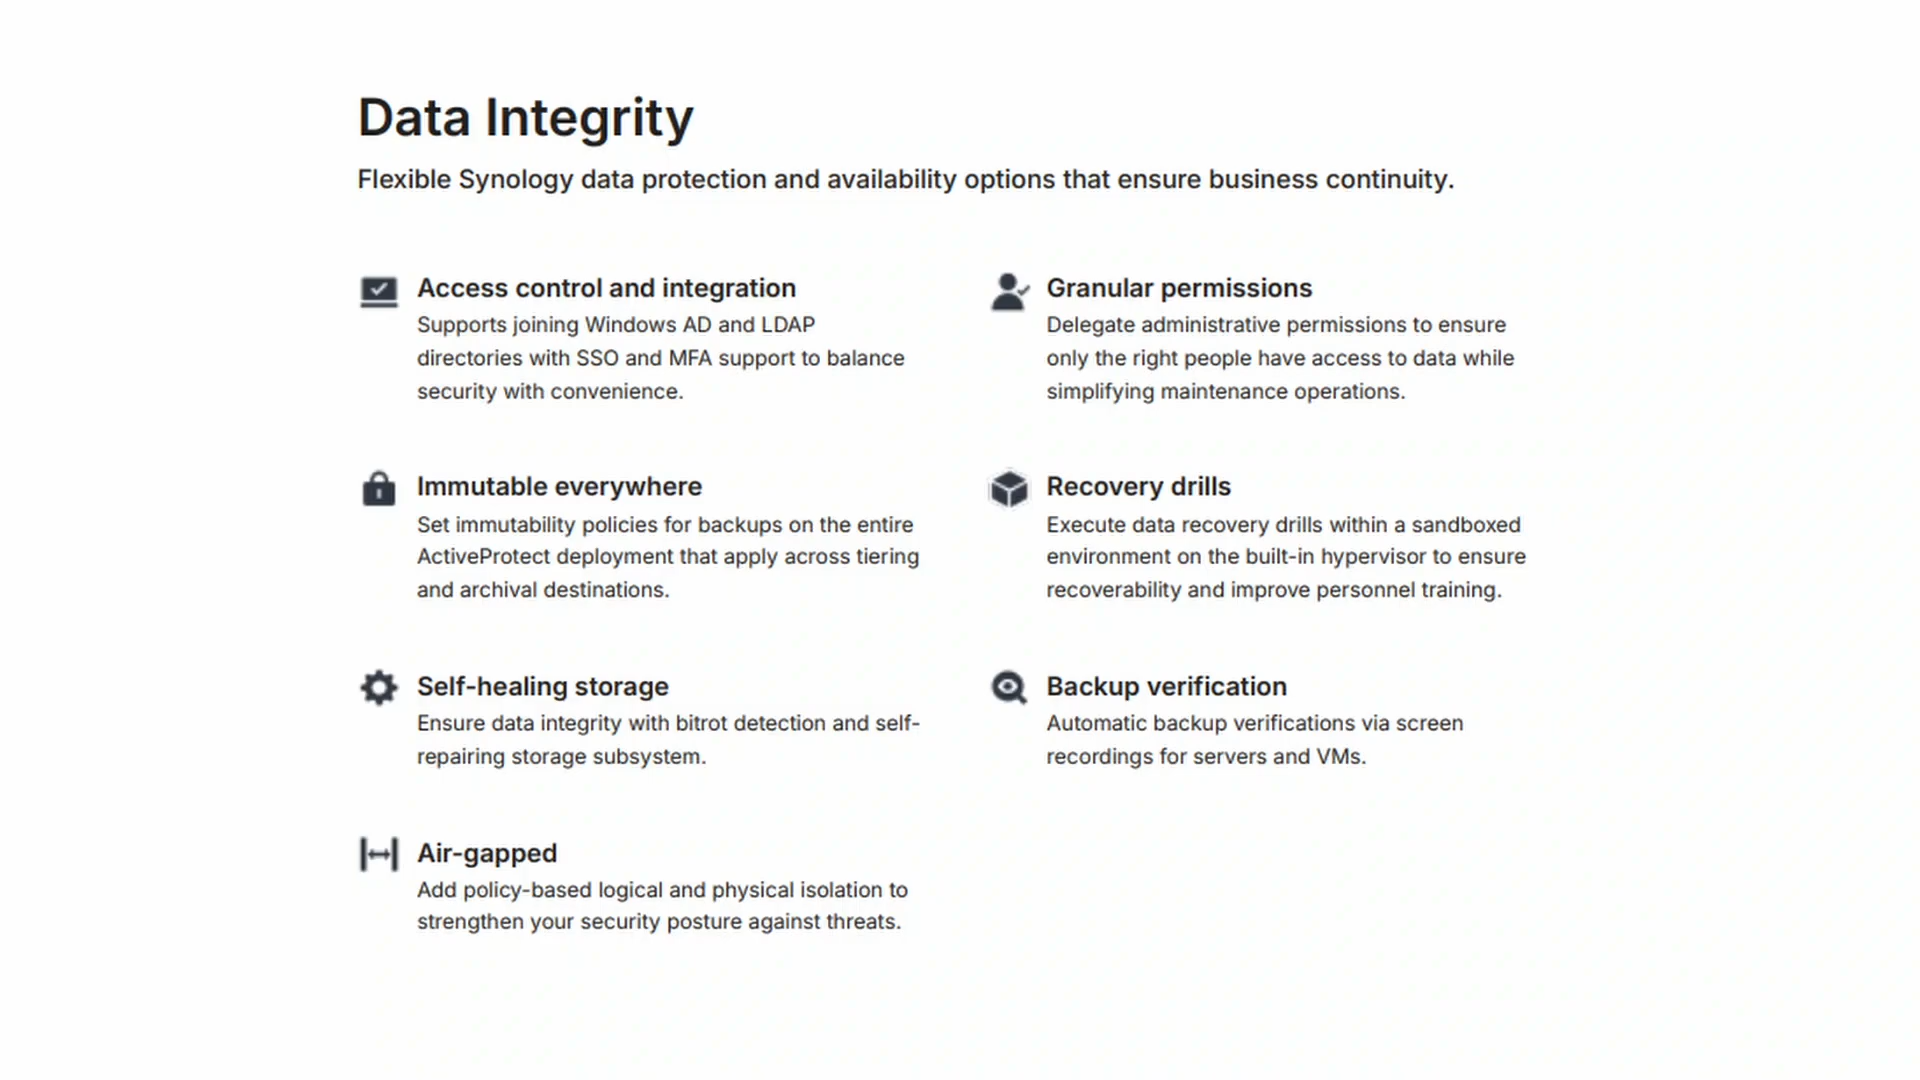 Data Integrity
Flexible Synology data protection and availability options that ensure business continuity.
Access control and integration
Supports joining Windows AD and LDAP
directories with SSO and MFA support to balance
security with convenience.
Granular permissions
Delegate administrative permissions to ensure
only the right people have access to data while
simplifying maintenance operations.
Immutable everywhere
Set immutability policies for backups on the entire
ActiveProtect deployment that apply across tiering
and archival destinations.
Recovery drills
Execute data recovery drills within a sandboxed
environment on the built-in hypervisor to ensure
recoverability and improve personnel training.
Self-healing storage
Ensure data integrity with bitrot detection and self-
repairing storage subsystem.
Backup verification
Automatic backup verifications via screen
recordings for servers and VMs.
Air-gapped
Add policy-based logical and physical isolation to
strengthen your security posture against threats.